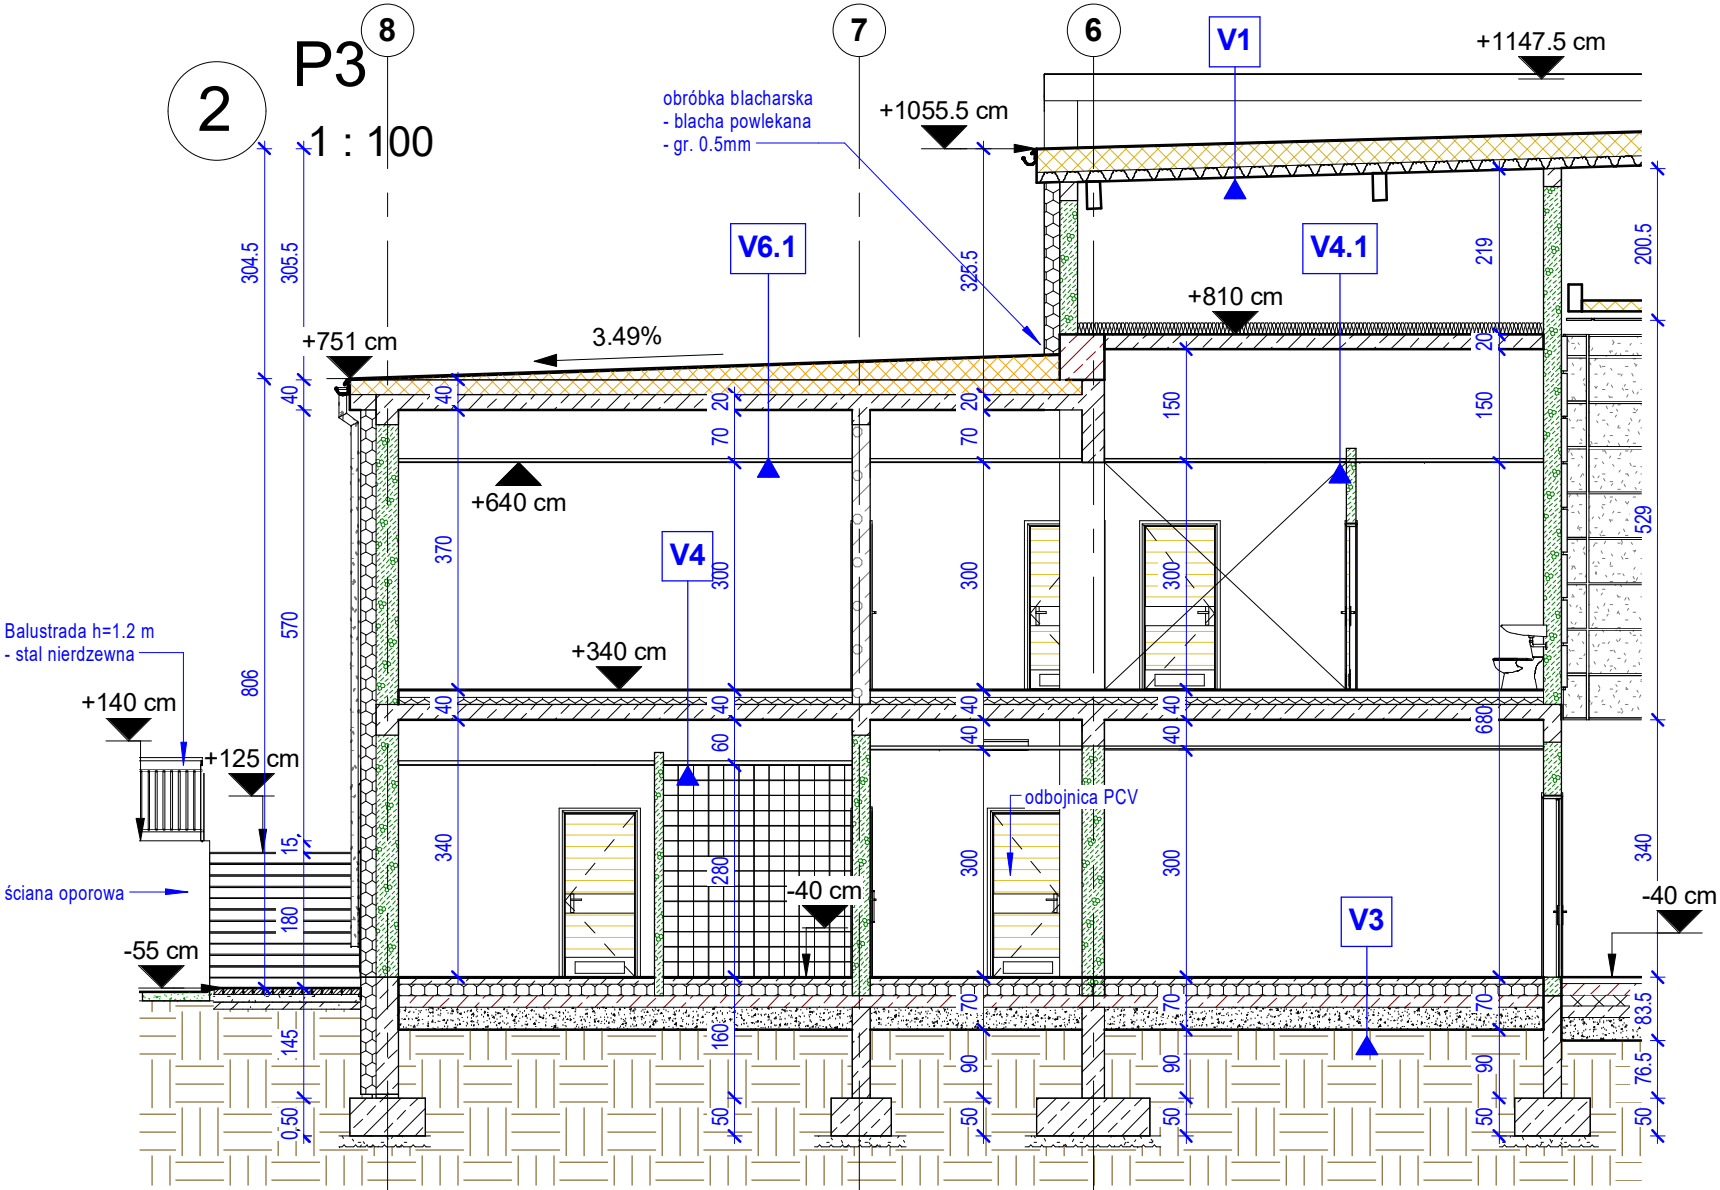 8
7
6
V1
+1147.5 cm
P3
2
1 : 100
obróbka blacharska
- blacha powlekana
- gr. 0.5mm
+1055.5 cm
V6.1
V4.1
304.5
305.5
325.5
219
200.5
+810 cm
3.49%
+751 cm
20
40
40
20
20
150
150
70
70
+640 cm
370
V4
300
300
300
529
570
Balustrada h=1.2 m
- stal nierdzewna
+340 cm
806
+140 cm
40
40
40
40
680
+125 cm
60
40
40
odbojnica PCV
15
340
280
300
300
340
ściana oporowa
-40 cm
-40 cm
180
V3
-55 cm
70
70
70
83.5
145
160
90
90
90
76.5
0,50
50
50
50
50
50